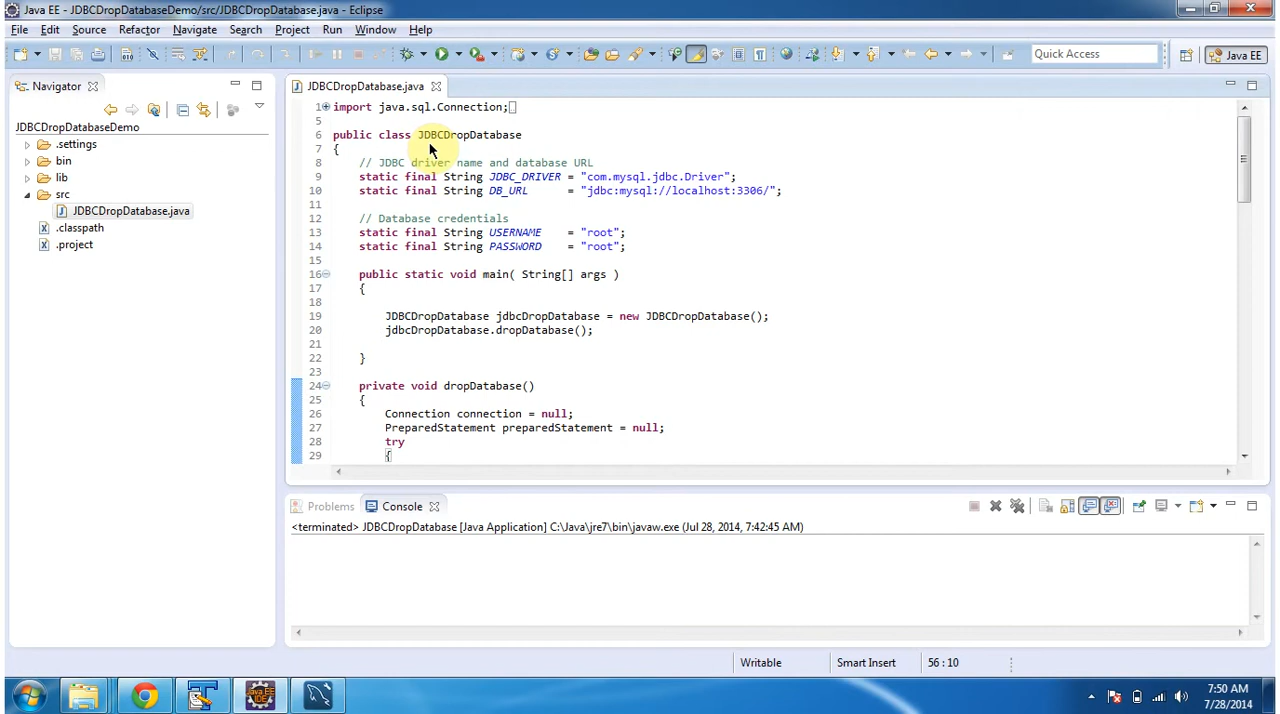 Java EE - JDBCDropDatabaseDemo/src/JDBCDropDatabase.java - Eclipse
File Edit Source Refactor Navigate Search Project Run Window Help
Quick Access
Java EE
Navigator
JDBCDropDatabaseDemo
.settings
bin
lib
src
JDBCDropDatabase.java
.classpath
.project
JDBCDropDatabase.java
1 import java.sql.Connection;
5
6 public class JDBCDropDatabase
7 {
8 // JDBC driver name and database URL
9 static final String JDBC_DRIVER = "com.mysql.jdbc.Driver";
10 static final String DB_URL = "jdbc:mysql://localhost:3306/";
11
12 // Database credentials
13 static final String USERNAME = "root";
14 static final String PASSWORD = "root";
15
16 public static void main( String[] args )
17 {
18
19 JDBCDropDatabase jdbcDropDatabase = new JDBCDropDatabase();
20 jdbcDropDatabase.dropDatabase();
21
22 }
23
24 private void dropDatabase()
25 {
26 Connection connection = null;
27 PreparedStatement preparedStatement = null;
28 try
29 {
Problems Console
<terminated> JDBCDropDatabase [Java Application] C:\Java\jre7\bin\javaw.exe (Jul 28, 2014, 7:42:45 AM)
Writable Smart Insert 56 : 10
Java EE
IDE
7:50 AM
7/28/2014